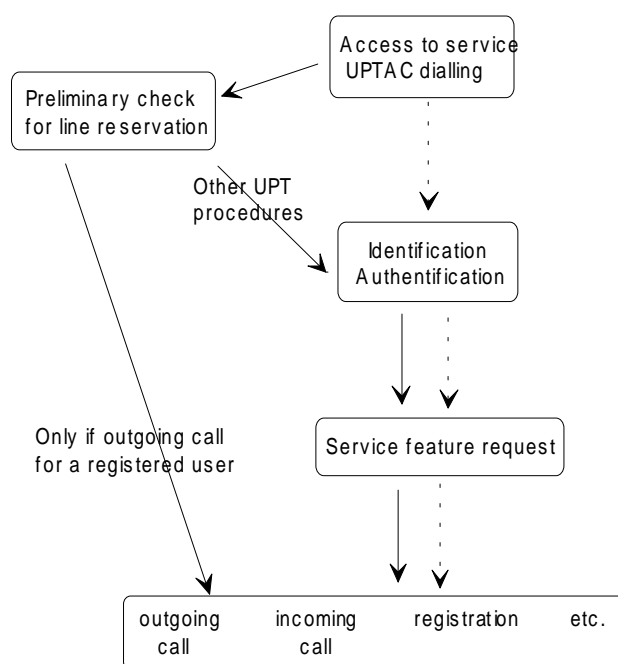 Access to service
UPTAC dialling
Preliminary check
for line reservation
Other UPT
procedures
Identification
Authentification
Only if outgoing call
for a registered user
Service feature request
outgoing call
incoming call
registration
etc.